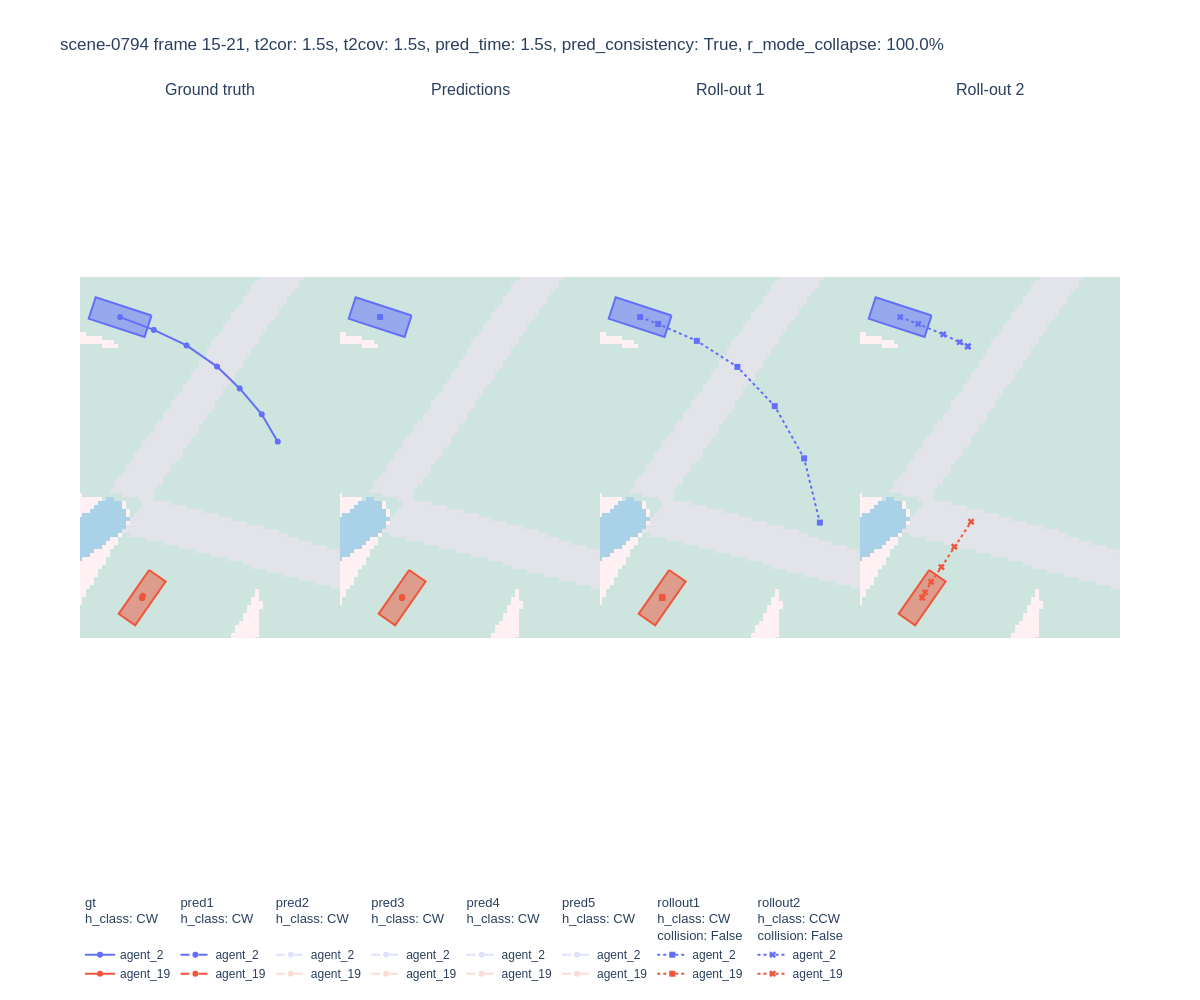 scene-0794 frame 15-21, t2cor: 1.5s, t2cov: 1.5s, pred_time: 1.5s, pred_consistency: True, r_mode_collapse: 100.0%
Ground truth
Predictions
Roll-out 1
Roll-out 2
gt
h_class: CW
agent_2
agent_19
pred1
h_class: CW
agent_2
agent_19
pred2
h_class: CW
agent_2
agent_19
pred3
h_class: CW
agent_2
agent_19
pred4
h_class: CW
agent_2
agent_19
pred5
h_class: CW
agent_2
agent_19
rollout1
h_class: CW
collision: False
agent_2
agent_19
rollout2
h_class: CCW
collision: False
agent_2
agent_19